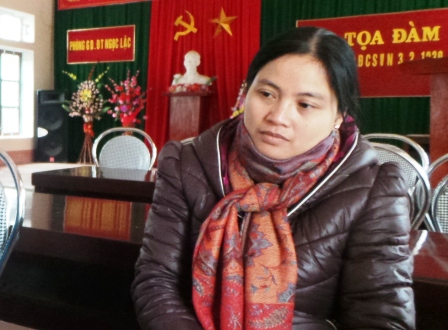 PHÒNG GD. ĐT NGỌC LẶC
TỌA ĐÀM
ĐCSVN 3.2.1930